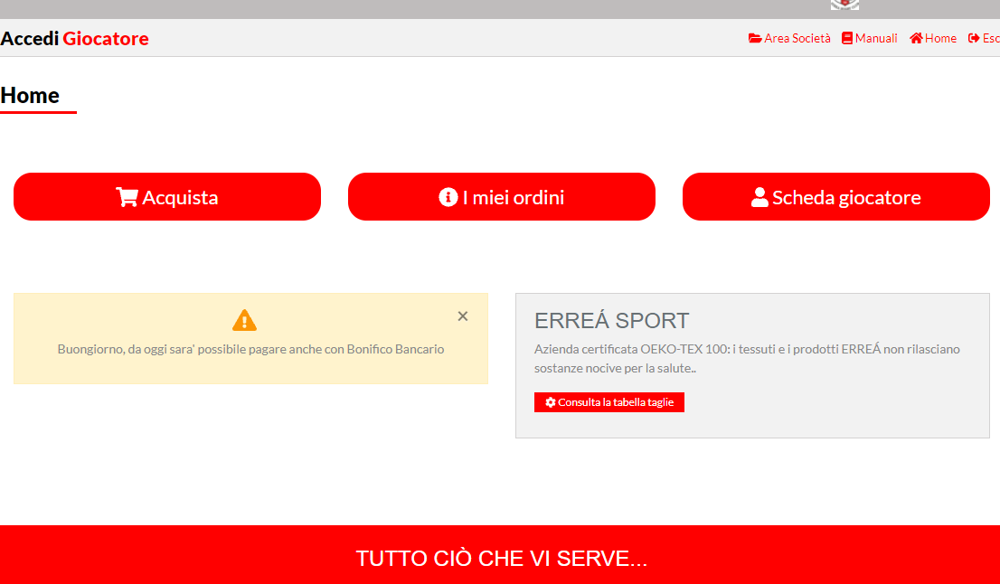 Accedi Giocatore
Area Società Manuali Home Esc
Home
Acquista
I miei ordini
Scheda giocatore
Buongiorno, da oggi sara' possibile pagare anche con Bonifico Bancario
×
ERREÁ SPORT
Azienda certificata OEKO-TEX 100: i tessuti e i prodotti ERREÁ non rilasciano
sostanze nocive per la salute..
Consulta la tabella taglie
TUTTO CIÒ CHE VI SERVE...